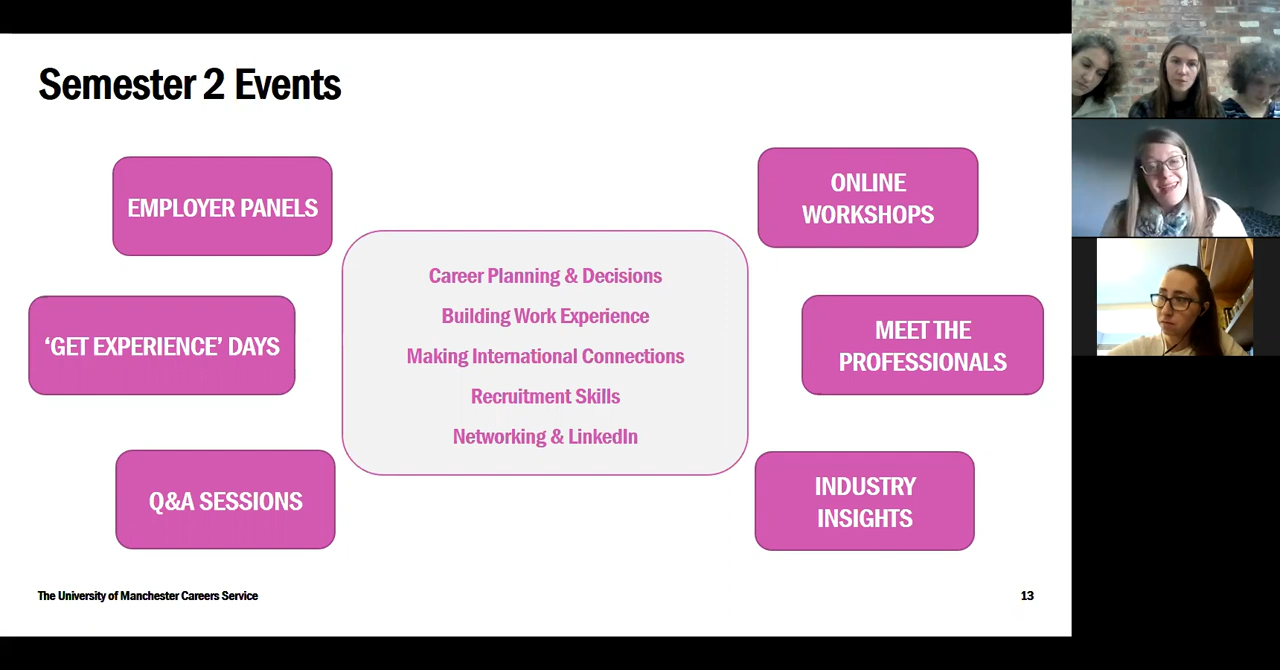 Semester 2 Events
EMPLOYER PANELS
ONLINE
WORKSHOPS
Career Planning & Decisions
Building Work Experience
Making International Connections
Recruitment Skills
Networking & LinkedIn
‘GET EXPERIENCE’ DAYS
MEET THE
PROFESSIONALS
Q&A SESSIONS
INDUSTRY
INSIGHTS
The University of Manchester Careers Service
13